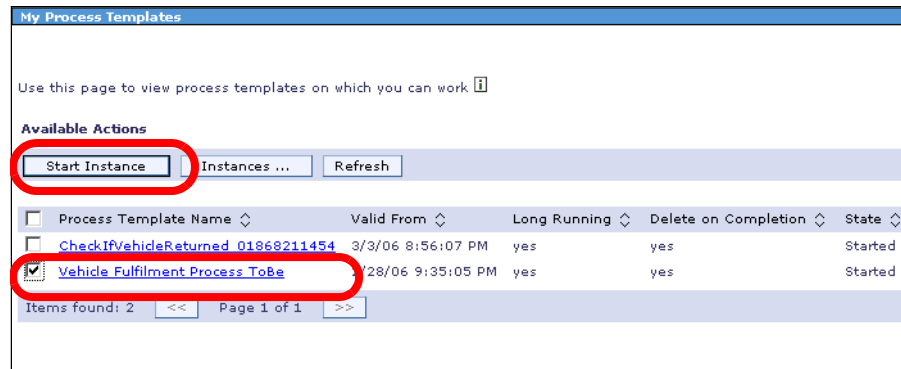 My Process Templates
Use this page to view process templates on which you can work i
Available Actions
Start Instance Instances ... Refresh
Process Template Name Valid From Long Running Delete on Completion State
CheckIfVehicleReturned_01868211454 3/3/06 8:56:07 PM yes yes Started
Vehicle Fulfilment Process ToBe /28/06 9:35:05 PM yes yes Started
Items found: 2 << Page 1 of 1 >>